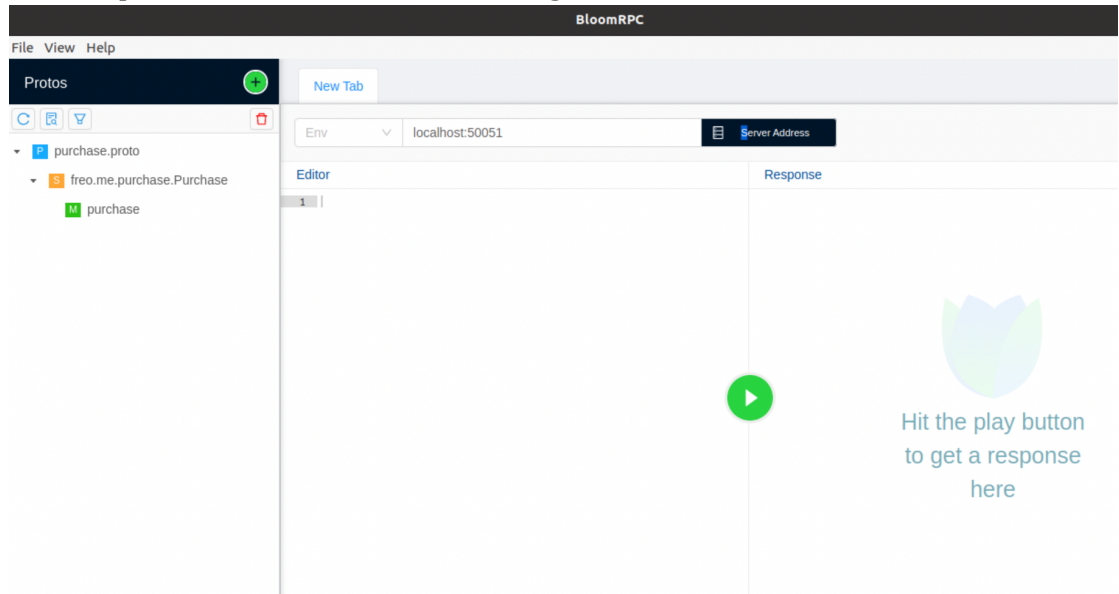 BloomRPC
File View Help
Protos
New Tab
Env
localhost:50051
Server Address
P purchase.proto
S freo.me.purchase.Purchase
M purchase
Editor
Response
1
Hit the play button
to get a response
here